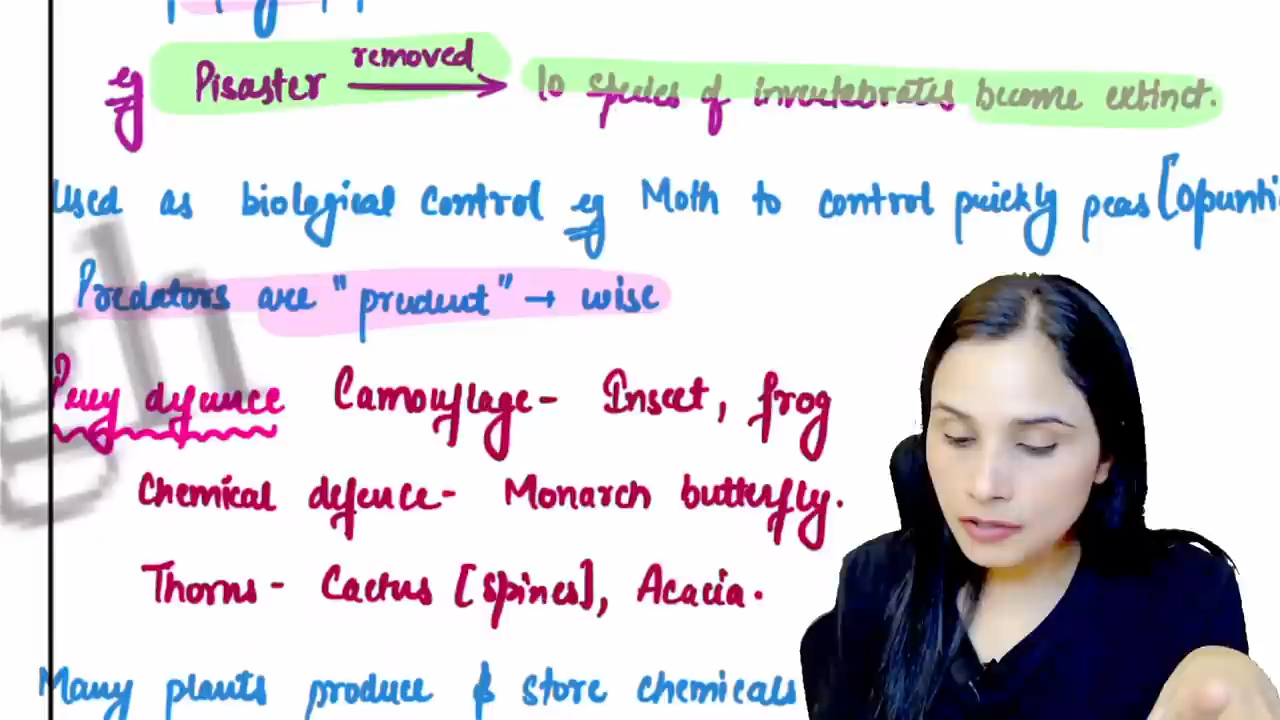 eg Pisaster removed → 10 species of invertebrates become extinct.
Used as biological control eg Moth to control prickly pears [Opunti
Predators are "prudent" → wise
Prey defence Camouflage - Insect, frog
Chemical defence - Monarch butterfly.
Thorns - Cactus [spines], Acacia.
Many plants produce & store chemicals
gh